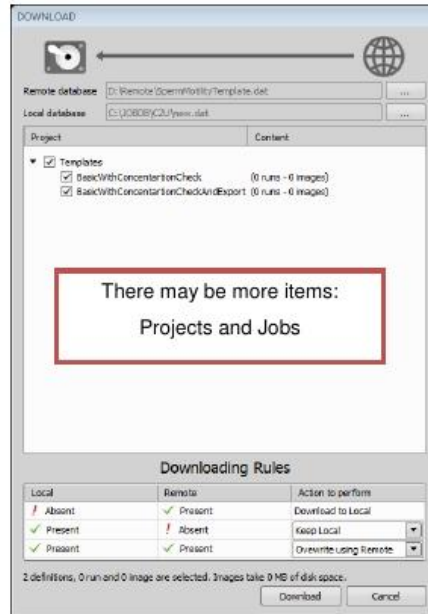 DOWNLOAD
Remote database D:\Remote\SpermMotility\Template.dat ...
Local database C:\JOBOB\C2U\new.dat ...
Project Content
Templates
BasicWithConcentartionCheck (0 runs - 0 images)
BasicWithConcentartionCheckAndExport (0 runs - 0 images)
There may be more items:
Projects and Jobs
Downloading Rules
Local Remote Action to perform
Absent Present Download to Local
Present Absent Keep Local
Present Present Overwrite using Remote
2 definitions, 0 run and 0 image are selected. Images take 0 MB of disk space.
Download Cancel